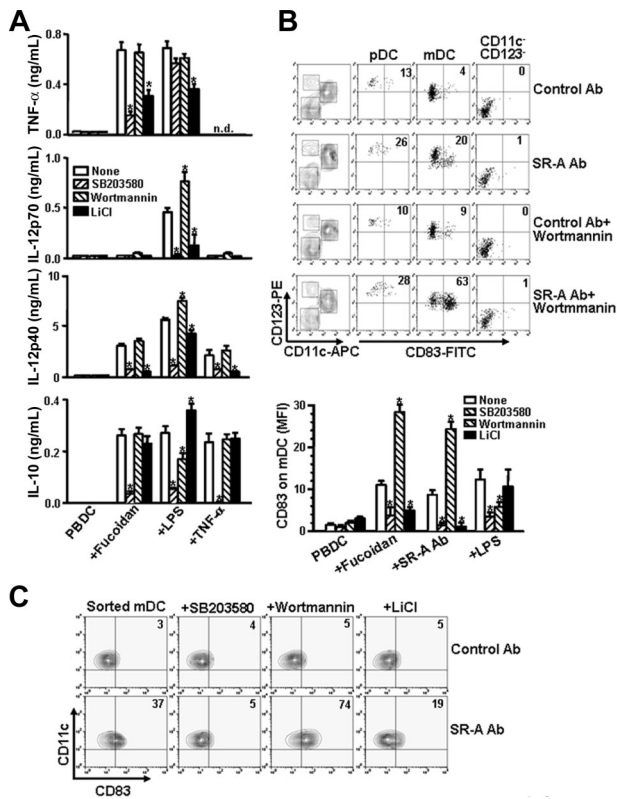 A
TNF-α (ng/mL)
0.8
0.4
0.0
n.d.
IL-12p70 (ng/mL)
1.0
0.5
0.0
None
SB203580
Wortmannin
LiCl
IL-12p40 (ng/mL)
10
5
0
IL-10 (ng/mL)
0.4
0.2
0.0
PBDC
+Fucoidan
+LPS
+TNF-α
B
pDC mDC CD11c- CD123-
13 4 0 Control Ab
26 20 1 SR-A Ab
10 9 0 Control Ab+ Wortmannin
28 63 1 SR-A Ab+ Wortmmanin
CD123-PE
CD11c-APC CD83-FITC
CD83 on mDC (MFI)
30
20
10
0
None
SB203580
Wortmannin
LiCl
PBDC
+Fucoidan
+SR-A Ab
+LPS
C
Sorted mDC +SB203580 +Wortmannin +LiCl
3 4 5 5 Control Ab
37 5 74 19 SR-A Ab
CD11c
CD83